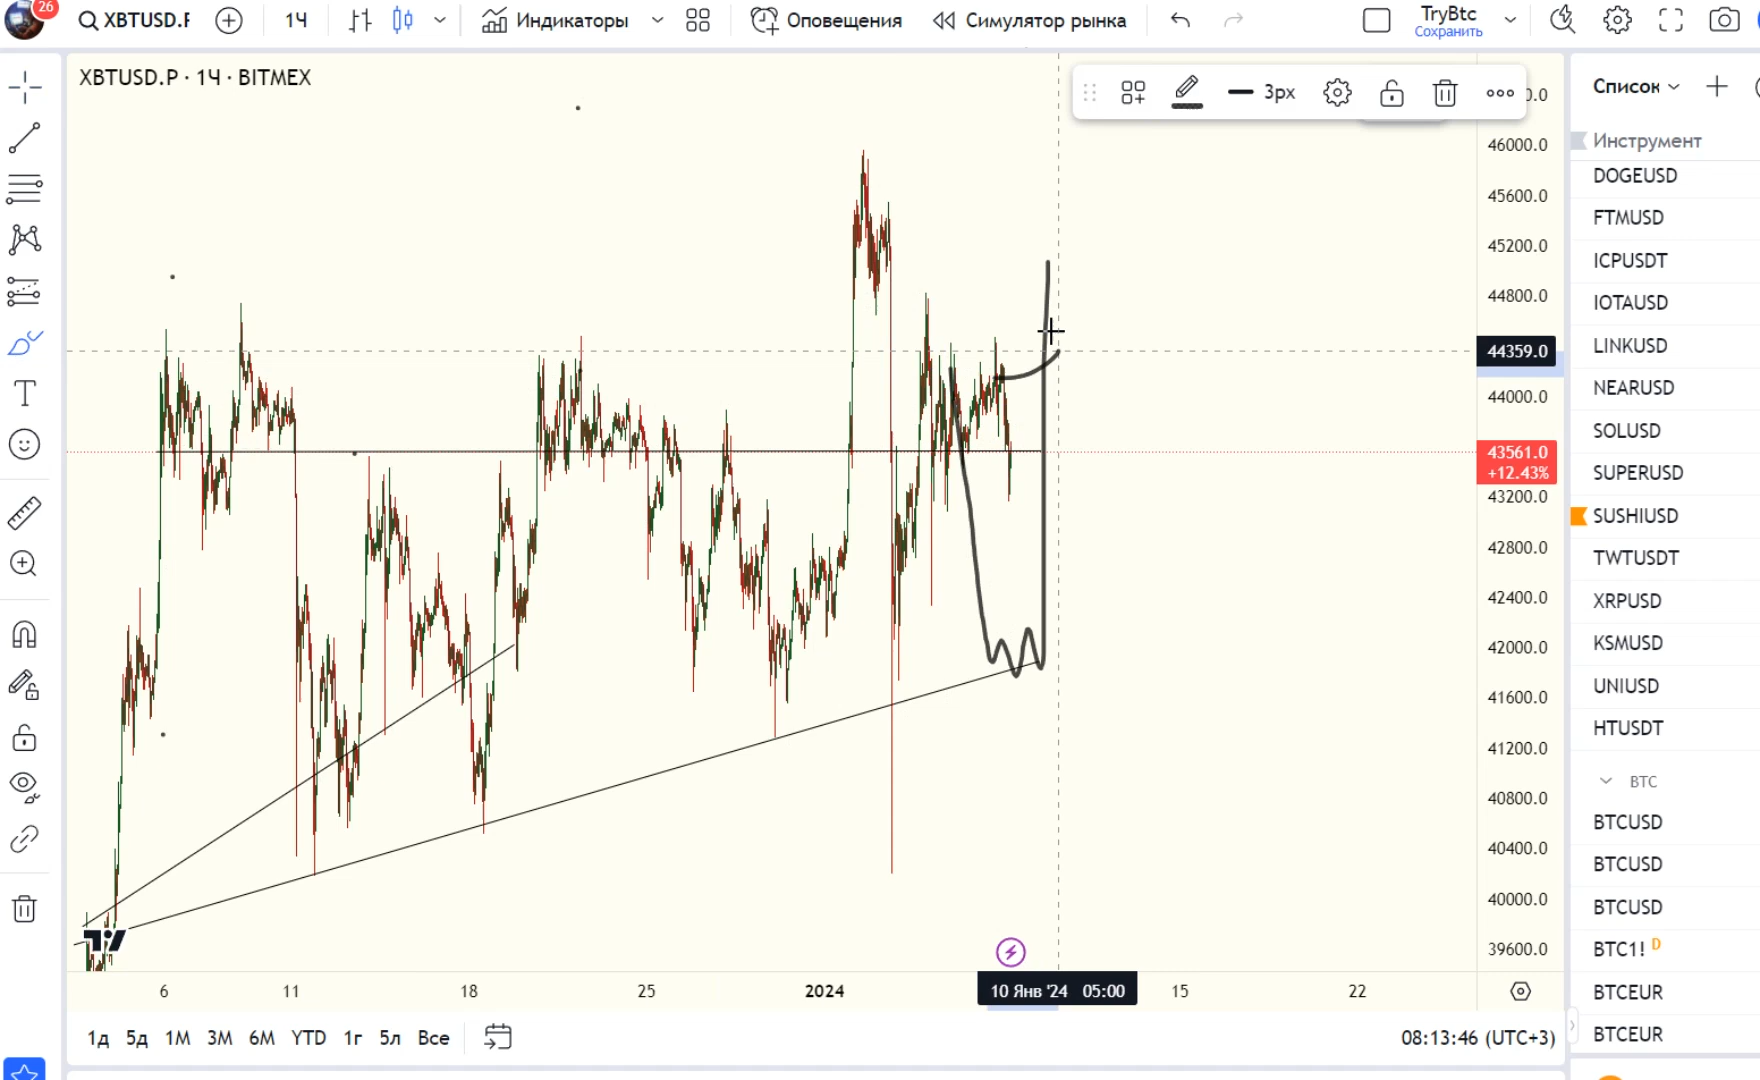 26
XBTUSD.F
1Ч
Индикаторы
Оповещения
Симулятор рынка
TryBtc
Сохранить
XBTUSD.P · 1Ч · BITMEX
3px
46000.0
45600.0
45200.0
44800.0
44359.0
44000.0
43561.0
+12.43%
43200.0
42800.0
42400.0
42000.0
41600.0
41200.0
40800.0
40400.0
40000.0
39600.0
6
11
18
25
2024
10 Янв '24 05:00
15
22
1д 5д 1М 3М 6М YTD 1г 5л Все
08:13:46 (UTC+3)
Список
Инструмент
DOGEUSD
FTMUSD
ICPUSDT
IOTAUSD
LINKUSD
NEARUSD
SOLUSD
SUPERUSD
SUSHIUSD
TWTUSDT
XRPUSD
KSMUSD
UNIUSD
HTUSDT
BTC
BTCUSD
BTCUSD
BTCUSD
BTC1! D
BTCEUR
BTCEUR